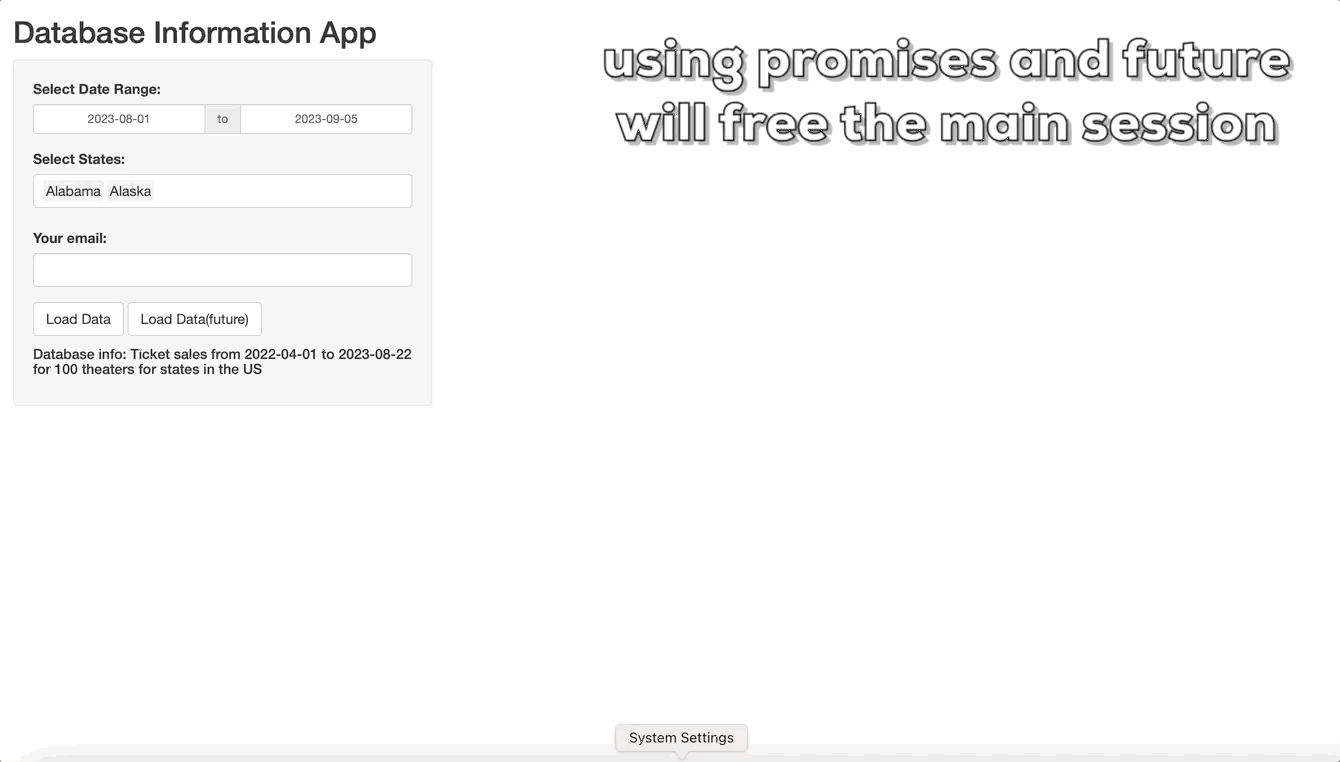 Database Information App
using promises and future
will free the main session
Select Date Range:
2023-08-01 to 2023-09-05
Select States:
Alabama Alaska
Your email:
Load Data Load Data(future)
Database info: Ticket sales from 2022-04-01 to 2023-08-22
for 100 theaters for states in the US
System Settings